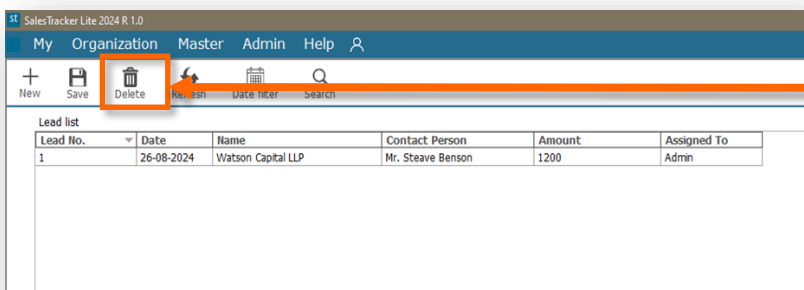 st SalesTracker Lite 2024 R 1.0
My Organization Master Admin Help
New Save Delete Refresh Date filter Search
Lead list
Lead No. Date Name Contact Person Amount Assigned To
1 26-08-2024 Watson Capital LLP Mr. Steave Benson 1200 Admin